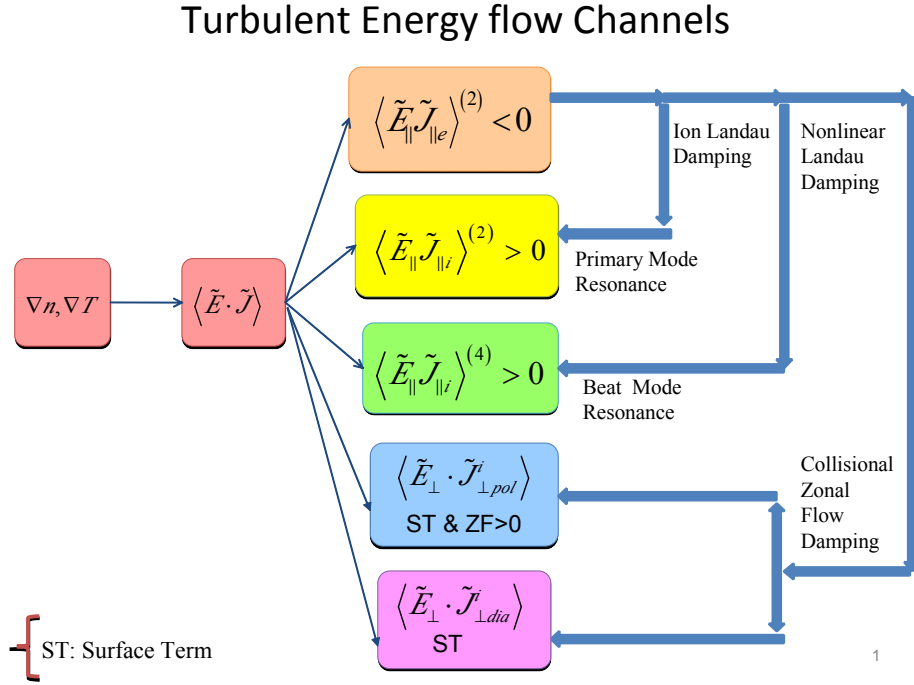 Turbulent Energy flow Channels
⟨Ẽ∥J̃∥e⟩⁽²⁾ < 0
Ion Landau
Damping
Nonlinear
Landau
Damping
⟨Ẽ∥J̃∥i⟩⁽²⁾ > 0
Primary Mode
Resonance
∇n,∇T
⟨Ẽ·J̃⟩
⟨Ẽ∥J̃∥i⟩⁽⁴⁾ > 0
Beat Mode
Resonance
⟨Ẽ⊥·J̃ⁱ⊥pol⟩
ST & ZF>0
Collisional
Zonal
Flow
Damping
⟨Ẽ⊥·J̃ⁱ⊥dia⟩
ST
ST: Surface Term
1